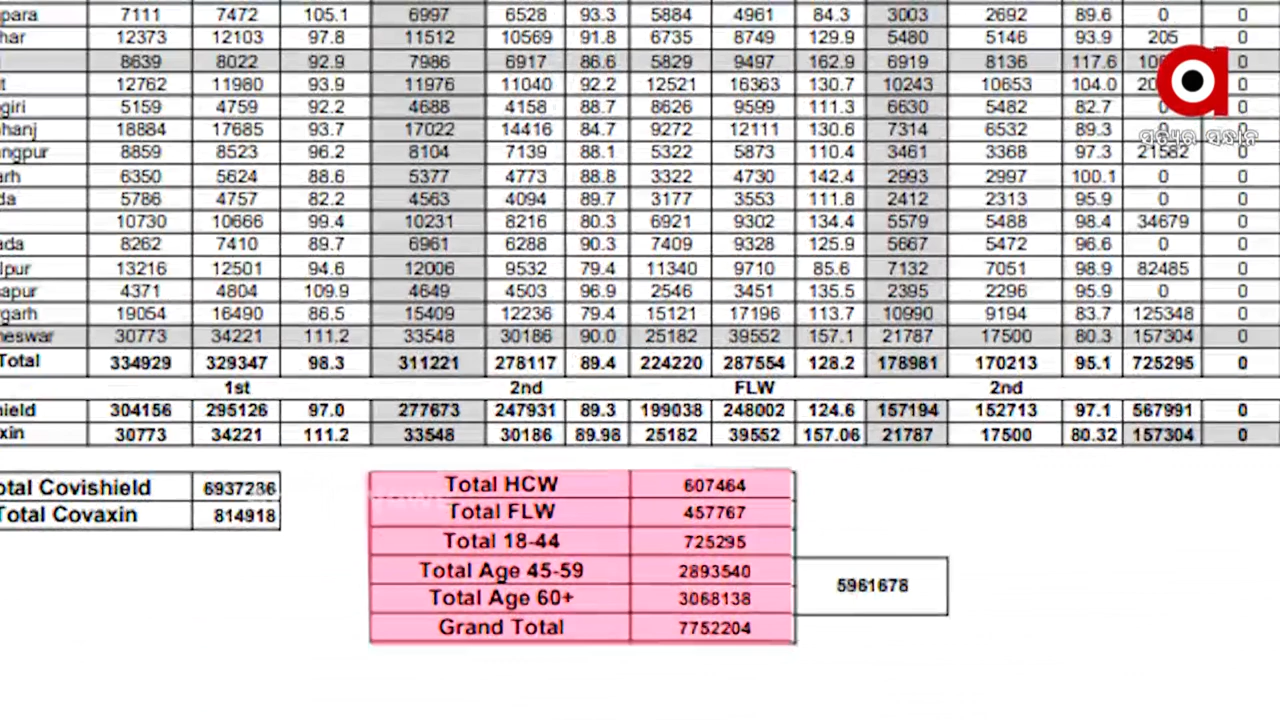 para 7111 7472 105.1 6997 6528 93.3 5884 4961 84.3 3003 2692 89.6 0 0
har 12373 12103 97.8 11512 10569 91.8 6735 8749 129.9 5480 5146 93.9 205 0
8639 8022 92.9 7986 6917 86.6 5829 9497 162.9 6919 8136 117.6
t 12762 11980 93.9 11976 11040 92.2 12521 16363 130.7 10243 10653 104.0
giri 5159 4759 92.2 4688 4158 88.7 8626 9599 111.3 6630 5482 82.7 0 0
hanj 18884 17685 93.7 17022 14416 84.7 9272 12111 130.6 7314 6532 89.3 0
ଓଡ଼ିଆ
ngpur 8859 8523 96.2 8104 7139 88.1 5322 5873 110.4 3461 3368 97.3 21582 0
arh 6350 5624 88.6 5377 4773 88.8 3322 4730 142.4 2993 2997 100.1 0 0
da 5786 4757 82.2 4563 4094 89.7 3177 3553 111.8 2412 2313 95.9 0 0
10730 10666 99.4 10231 8216 80.3 6921 9302 134.4 5579 5488 98.4 34679 0
ada 8262 7410 89.7 6961 6288 90.3 7409 9328 125.9 5667 5472 96.6 0 0
lpur 13216 12501 94.6 12006 9532 79.4 11340 9710 85.6 7132 7051 98.9 82485 0
apur 4371 4804 109.9 4649 4503 96.9 2546 3451 135.5 2395 2296 95.9 0 0
garh 19054 16490 86.5 15409 12236 79.4 15121 17196 113.7 10990 9194 83.7 125348 0
eswar 30773 34221 111.2 33548 30186 90.0 25182 39552 157.1 21787 17500 80.3 157304 0
Total 334929 329347 98.3 311221 278117 89.4 224220 287554 128.2 178981 170213 95.1 725295 0
1st 2nd FLW 2nd
ield 304156 295126 97.0 277673 247931 89.3 199038 248002 124.6 157194 152713 97.1 567991 0
xin 30773 34221 111.2 33548 30186 89.98 25182 39552 157.06 21787 17500 80.32 157304 0
otal Covishield 6937286
Total Covaxin 814918
Total HCW 607464
Total FLW 457767
Total 18-44 725295
Total Age 45-59 2893540
Total Age 60+ 3068138
5961678
Grand Total 7752204